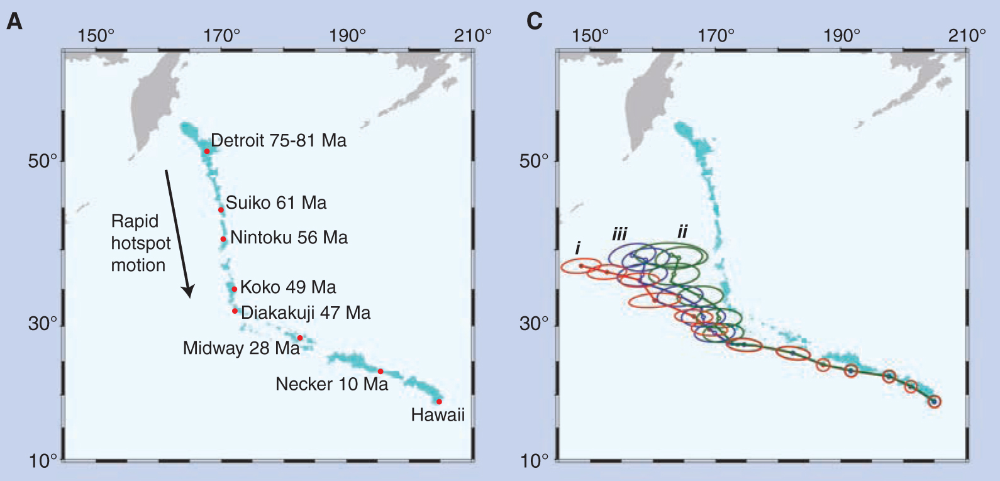 A
150° 170° 190° 210°
50°
30°
10°
Detroit 75-81 Ma
Suiko 61 Ma
Rapid
hotspot
motion
Nintoku 56 Ma
Koko 49 Ma
Diakakuji 47 Ma
Midway 28 Ma
Necker 10 Ma
Hawaii
C
150° 170° 190° 210°
50°
30°
10°
i
iii
ii